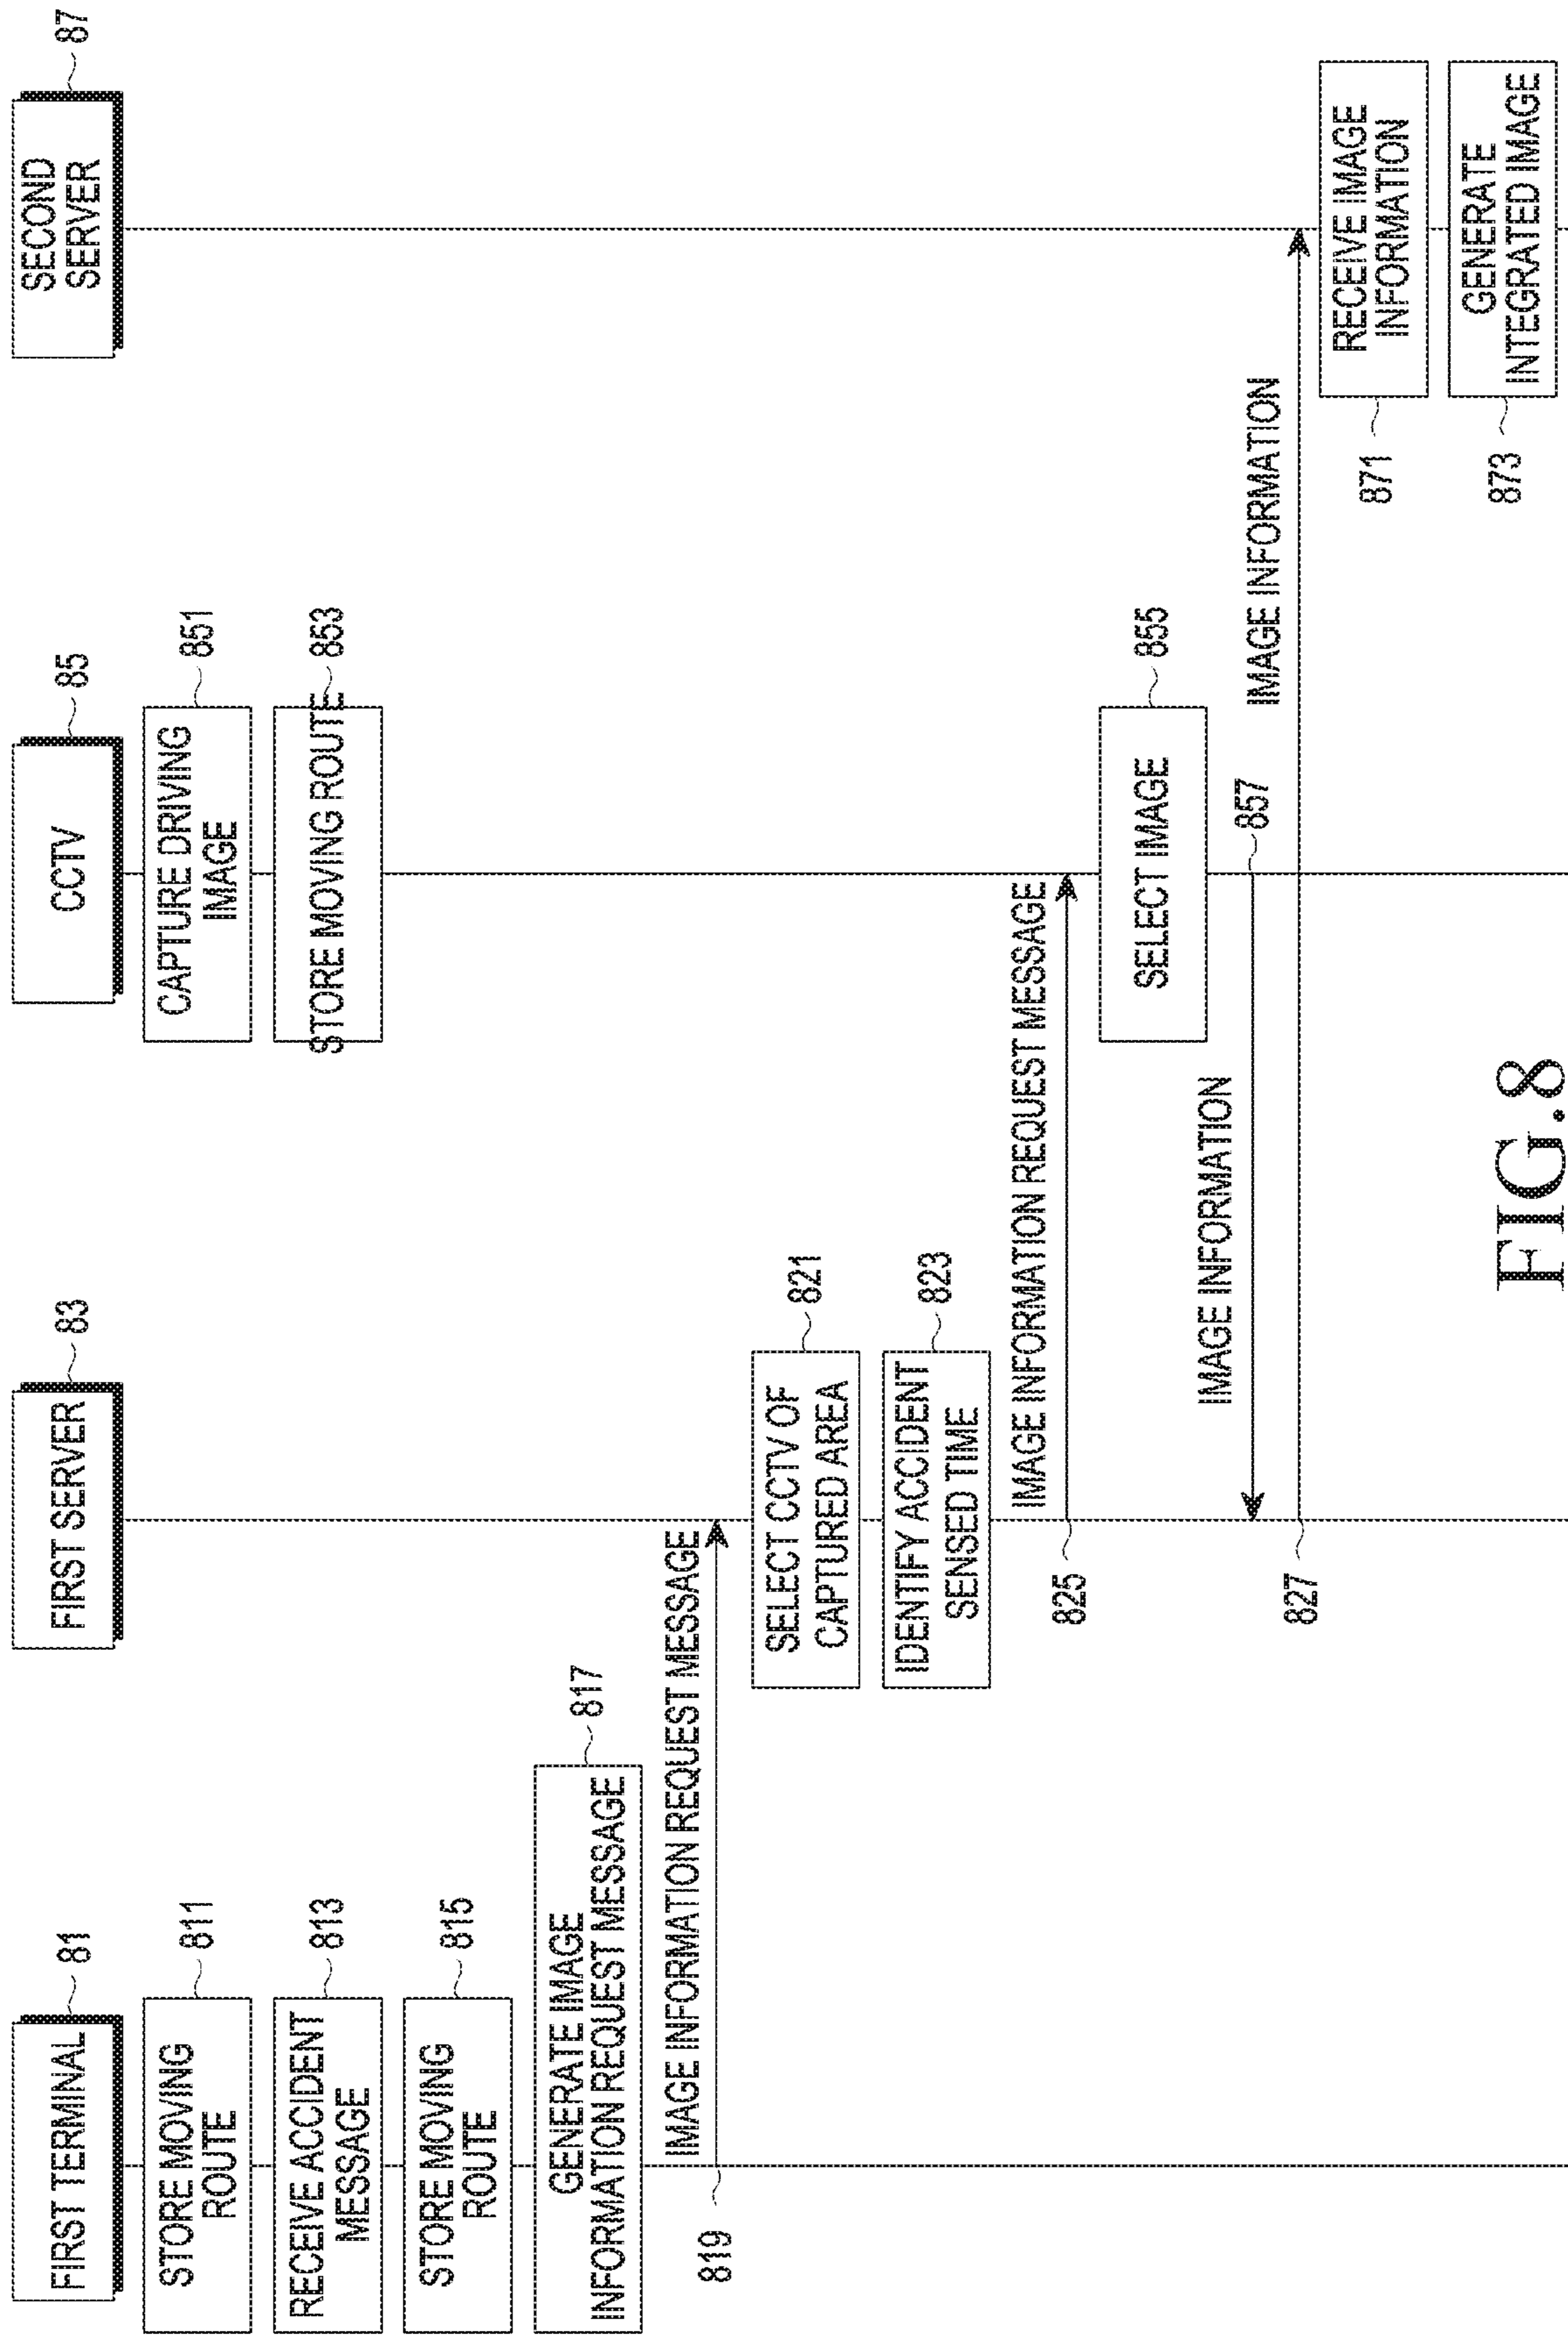 FIRST TERMINAL
81
FIRST SERVER
83
CCTV
85
SECOND
SERVER
87
STORE MOVING
ROUTE
811
CAPTURE DRIVING
IMAGE
851
RECEIVE ACCIDENT
MESSAGE
813
STORE MOVING ROUTE
853
STORE MOVING
ROUTE
815
GENERATE IMAGE
INFORMATION REQUEST MESSAGE
817
IMAGE INFORMATION REQUEST MESSAGE
819
SELECT CCTV OF
CAPTURED AREA
821
IDENTIFY ACCIDENT
SENSED TIME
823
IMAGE INFORMATION REQUEST MESSAGE
825
SELECT IMAGE
855
IMAGE INFORMATION
857
IMAGE INFORMATION
827
RECEIVE IMAGE
INFORMATION
871
GENERATE
INTEGRATED IMAGE
873
FIG.8